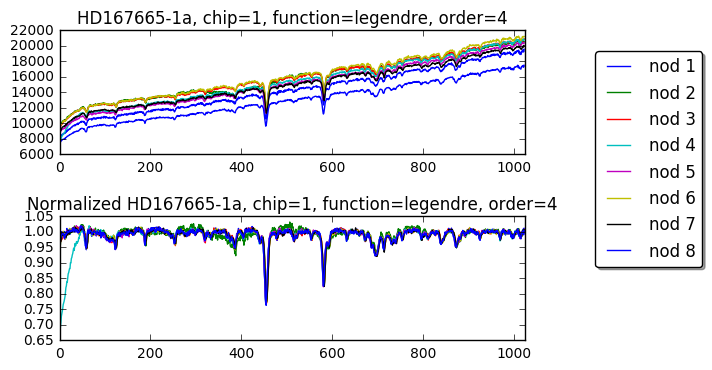 HD167665-1a, chip=1, function=legendre, order=4
22000
20000
18000
16000
14000
12000
10000
8000
6000
0 200 400 600 800 1000
Normalized HD167665-1a, chip=1, function=legendre, order=4
1.05
1.00
0.95
0.90
0.85
0.80
0.75
0.70
0.65
0 200 400 600 800 1000
nod 1
nod 2
nod 3
nod 4
nod 5
nod 6
nod 7
nod 8